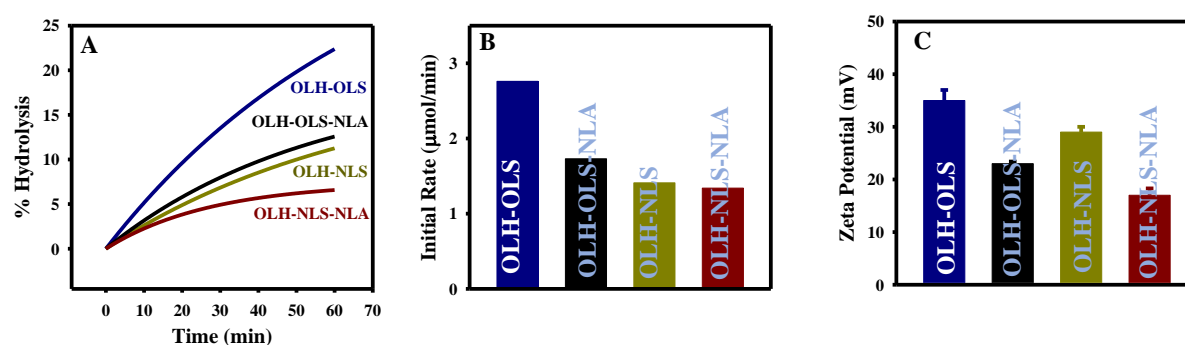 A
% Hydrolysis
25
20
15
10
5
0
OLH-OLS
OLH-OLS-NLA
OLH-NLS
OLH-NLS-NLA
0 10 20 30 40 50 60 70
Time (min)
B
Initial Rate (µmol/min)
3
2
1
0
OLH-OLS
OLH-OLS-NLA
OLH-NLS
OLH-NLS-NLA
C
Zeta Potential (mV)
50
40
30
20
10
0
OLH-OLS
OLH-OLS-NLA
OLH-NLS
OLH-NLS-NLA